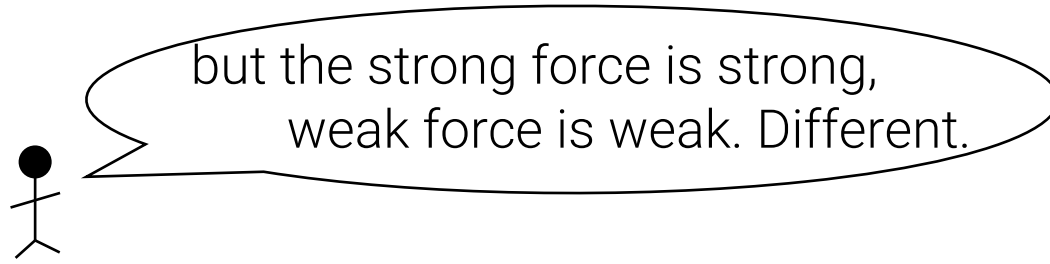 but the strong force is strong,
weak force is weak. Different.